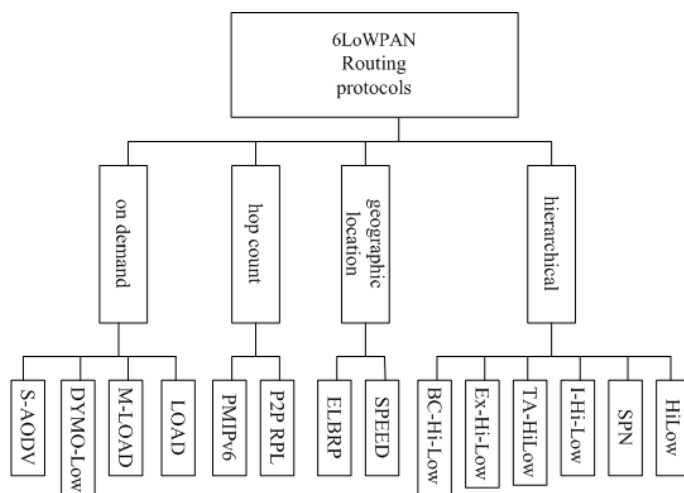 6LoWPAN
Routing
protocols
on demand
hop count
geographic
location
hierarchical
S-AODV
DYMO-Low
M-LOAD
LOAD
PMIPv6
P2P RPL
ELBRP
SPEED
BC-Hi-Low
Ex-Hi-Low
TA-HiLow
I-Hi-Low
SPN
HiLow